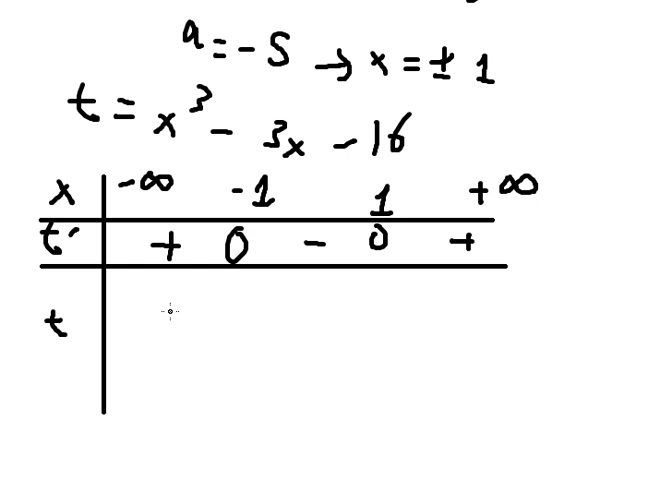 a = -5 → x = ± 1
t = x³ - 3x - 16
x -∞ -1 1 +∞
t' + 0 - 0 +
t